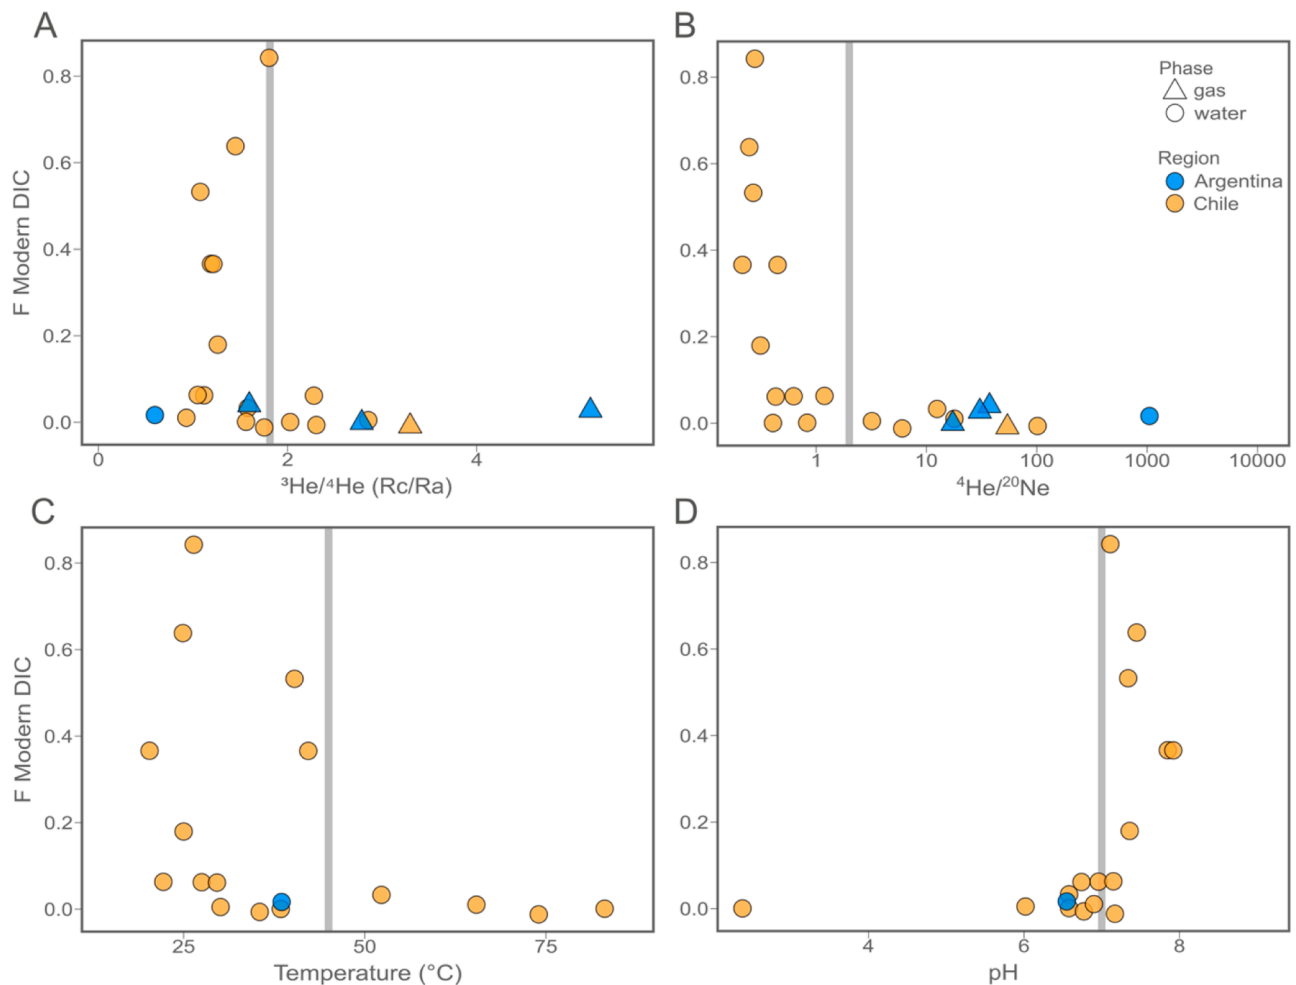 A
F Modern DIC
0.8
0.6
0.4
0.2
0.0
0
2
4
³He/⁴He (Rc/Ra)
B
0.8
0.6
0.4
0.2
0.0
Phase
gas
water
Region
Argentina
Chile
1
10
100
1000
10000
⁴He/²⁰Ne
C
F Modern DIC
0.8
0.6
0.4
0.2
0.0
25
50
75
Temperature (°C)
D
0.8
0.6
0.4
0.2
0.0
4
6
8
pH